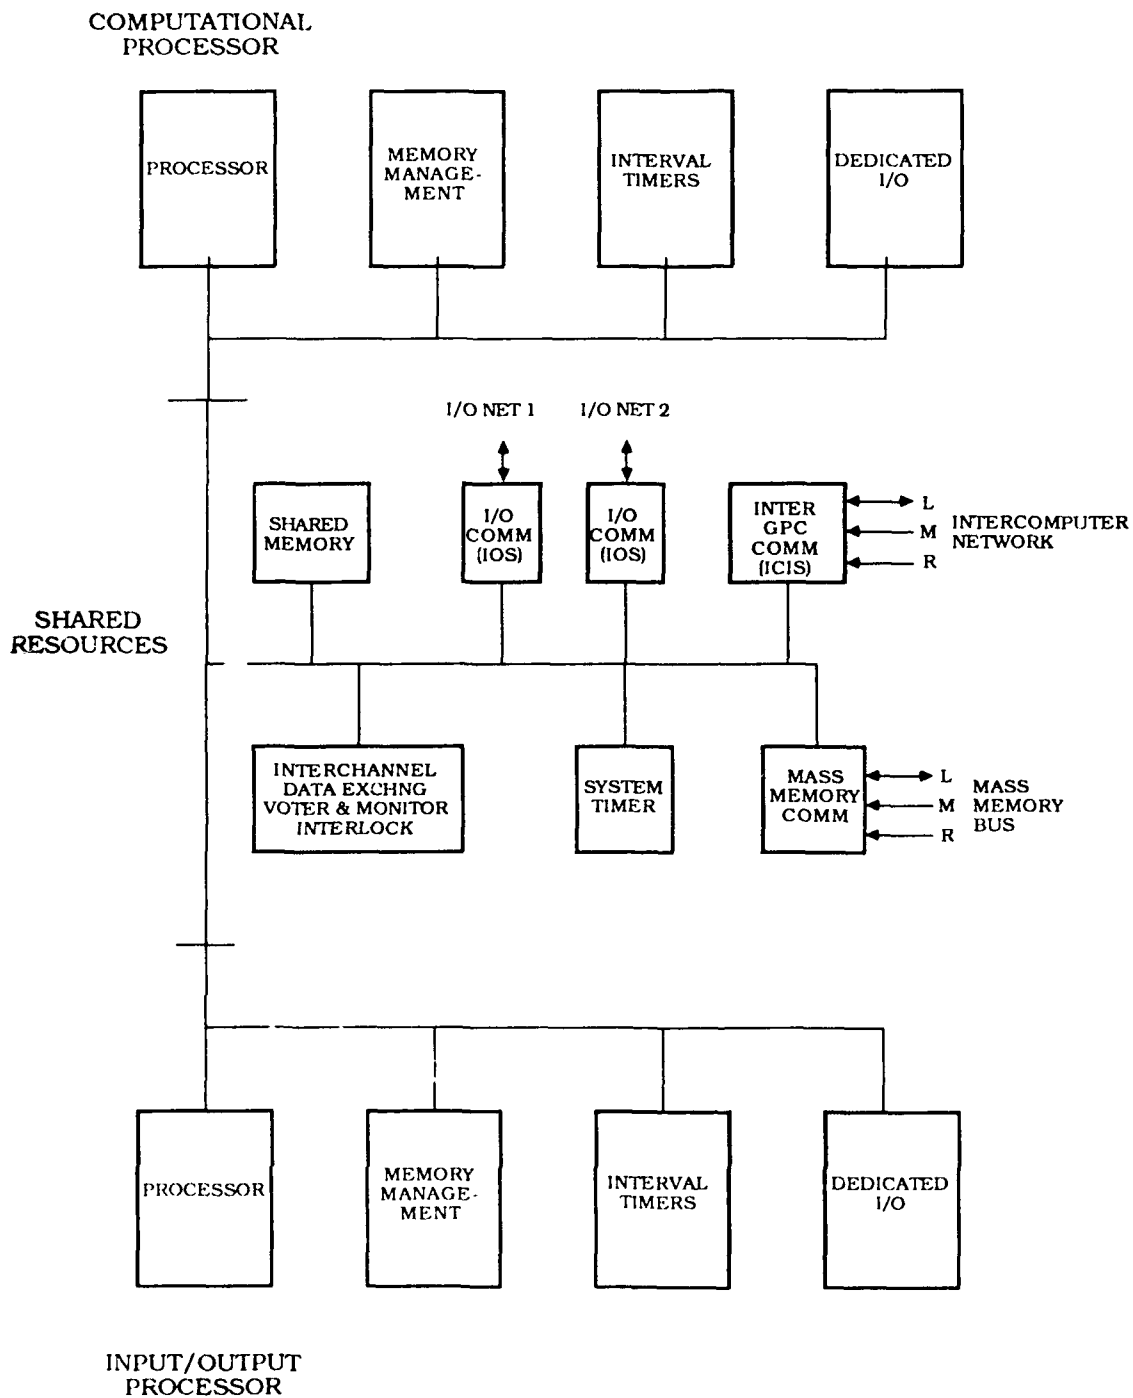 COMPUTATIONAL
PROCESSOR
PROCESSOR
MEMORY
MANAGE-
MENT
INTERVAL
TIMERS
DEDICATED
I/O
I/O NET 1
I/O NET 2
SHARED
MEMORY
I/O
COMM
(IOS)
I/O
COMM
(IOS)
INTER
GPC
COMM
(ICIS)
L
M
R
INTERCOMPUTER
NETWORK
SHARED
RESOURCES
INTERCHANNEL
DATA EXCHNG
VOTER & MONITOR
INTERLOCK
SYSTEM
TIMER
MASS
MEMORY
COMM
L
M
R
MASS
MEMORY
BUS
PROCESSOR
MEMORY
MANAGE-
MENT
INTERVAL
TIMERS
DEDICATED
I/O
INPUT/OUTPUT
PROCESSOR